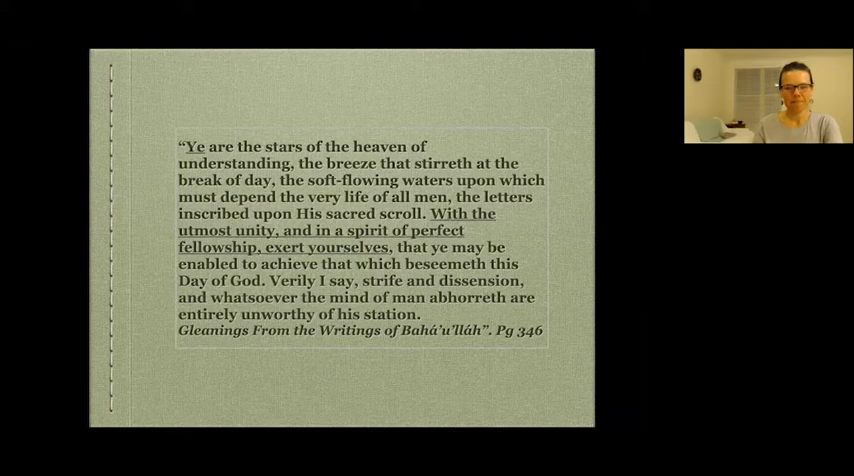 “Ye are the stars of the heaven of
understanding, the breeze that stirreth at the
break of day, the soft-flowing waters upon which
must depend the very life of all men, the letters
inscribed upon His sacred scroll. With the
utmost unity, and in a spirit of perfect
fellowship, exert yourselves, that ye may be
enabled to achieve that which beseemeth this
Day of God. Verily I say, strife and dissension,
and whatsoever the mind of man abhorreth are
entirely unworthy of his station.
Gleanings From the Writings of Bahá’u’lláh”. Pg 346